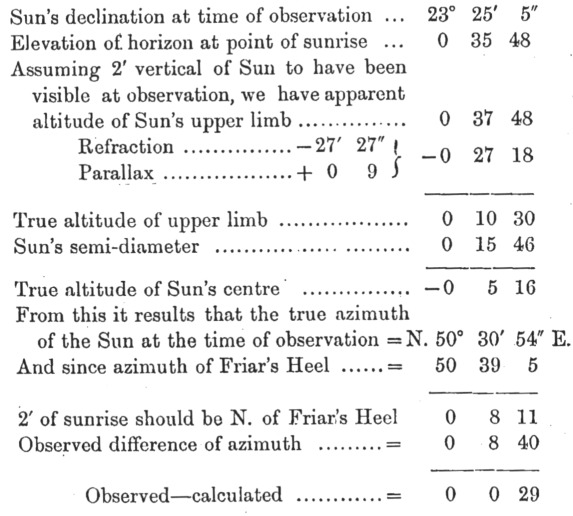 Sun's declination at time of observation ... 23° 25′ 5″
Elevation of horizon at point of sunrise ... 0 35 48
Assuming 2′ vertical of Sun to have been
visible at observation, we have apparent
altitude of Sun's upper limb ............... 0 37 48
Refraction ............... −27′ 27″ } −0 27 18
Parallax .................. + 0 9
True altitude of upper limb .................. 0 10 30
Sun's semi-diameter ...... ............ ......... 0 15 46
True altitude of Sun's centre ............... −0 5 16
From this it results that the true azimuth
of the Sun at the time of observation = N. 50° 30′ 54″ E.
And since azimuth of Friar's Heel ...... = 50 39 5
2′ of sunrise should be N. of Friar's Heel 0 8 11
Observed difference of azimuth ......... = 0 8 40
Observed—calculated ............ = 0 0 29